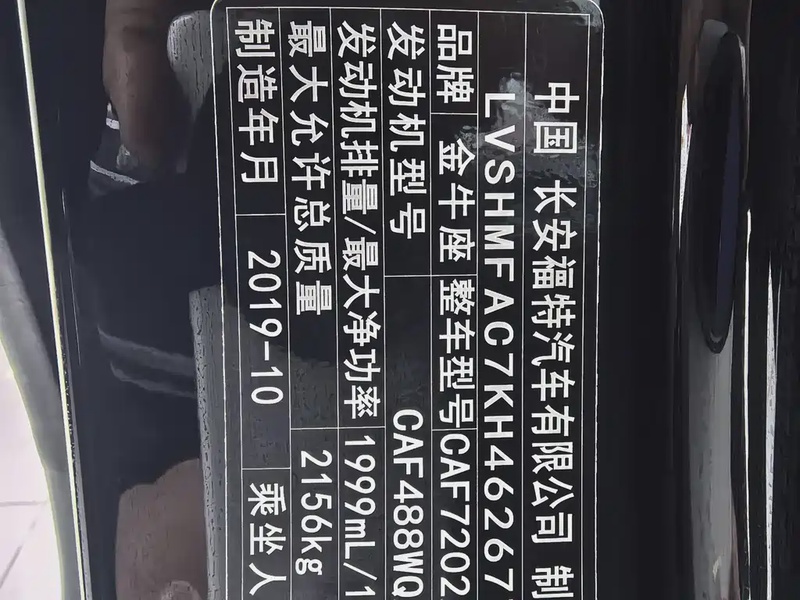 中国 长安福特汽车有限公司 制
LVSHMFAC7KH46267
品牌 金牛座 整车型号 CAF7202
发动机型号 CAF488WQ
发动机排量/最大净功率 1999mL/1
最大允许总质量 2156kg
制造年月 2019-10 乘坐人